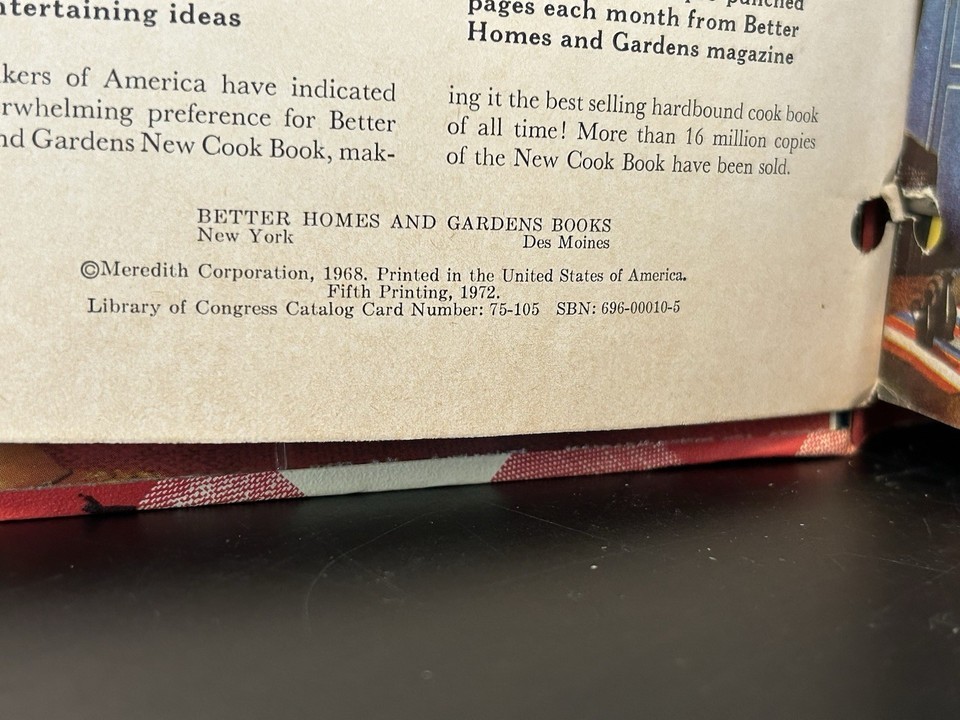 ntertaining ideas
punched
pages each month from Better
Homes and Gardens magazine
kers of America have indicated
rwhelming preference for Better
nd Gardens New Cook Book, mak-
ing it the best selling hardbound cook book
of all time! More than 16 million copies
of the New Cook Book have been sold.
BETTER HOMES AND GARDENS BOOKS
New York Des Moines
©Meredith Corporation, 1968. Printed in the United States of America.
Fifth Printing, 1972.
Library of Congress Catalog Card Number: 75-105 SBN: 696-00010-5